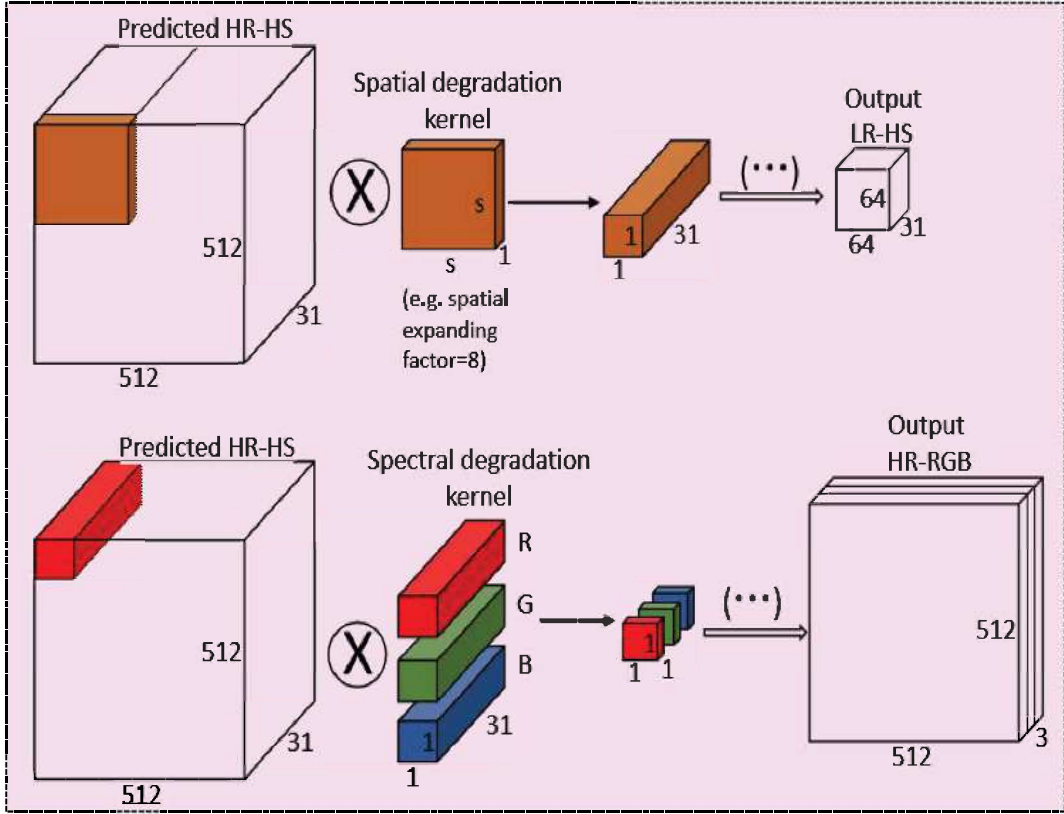 Predicted HR-HS
Spatial degradation
kernel
Output
LR-HS
X
s
s
1
(e.g. spatial
expanding
factor=8)
1
1
31
(•••)
64
64
31
512
31
512
Predicted HR-HS
Spectral degradation
kernel
Output
HR-RGB
R
G
B
X
1
1
31
1
1
1
(•••)
512
512
3
512
31
512